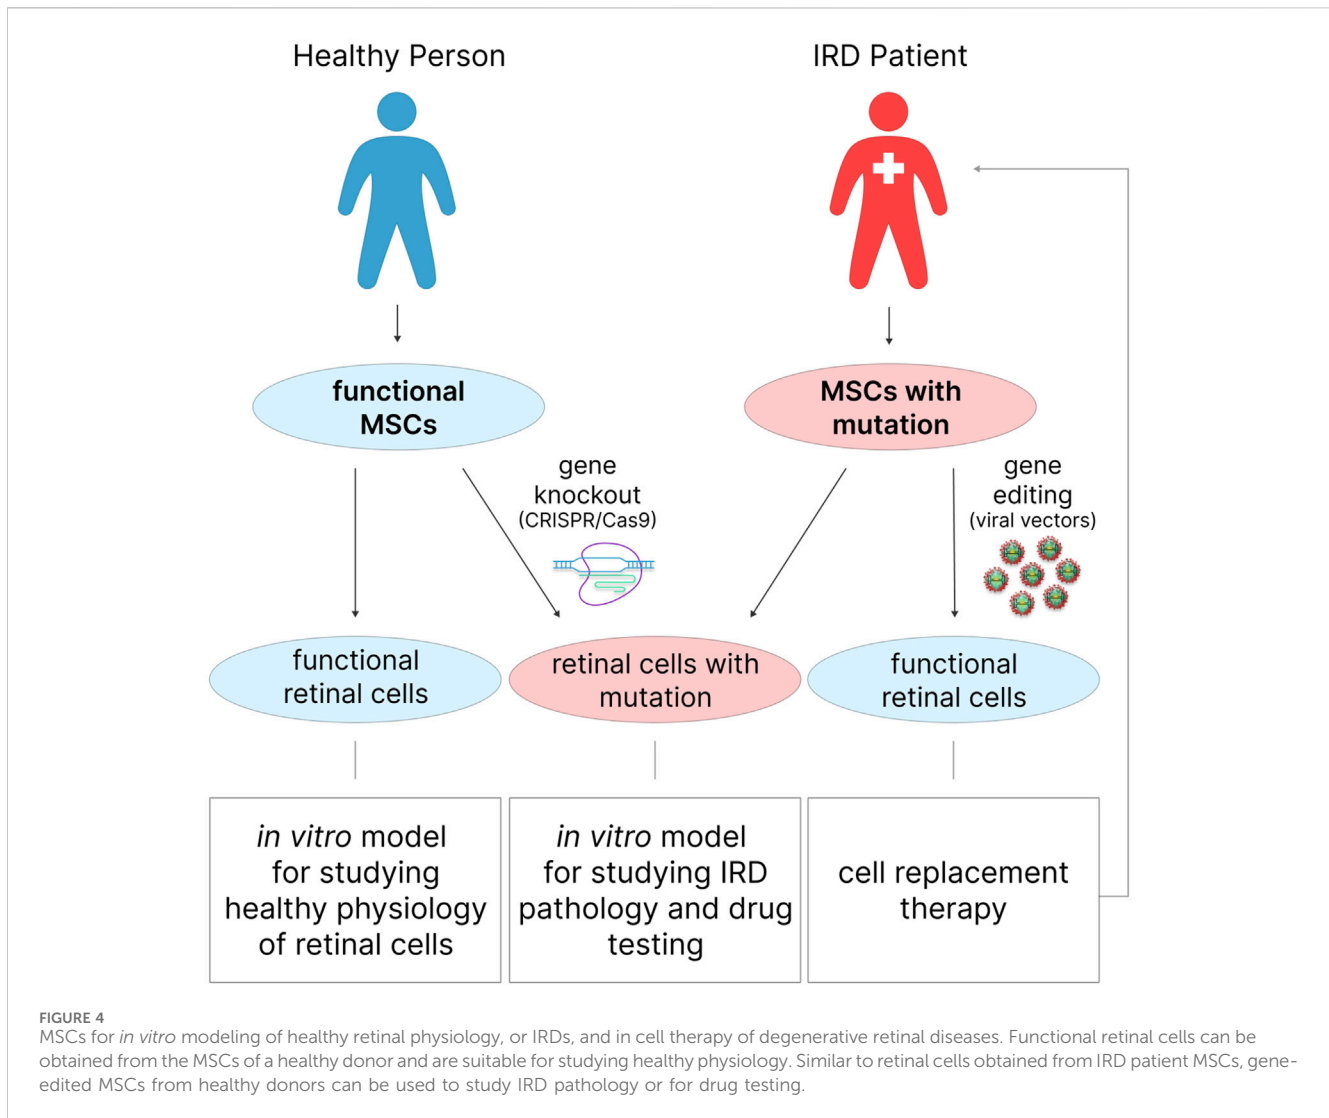 Healthy Person
IRD Patient
functional
MSCs
MSCs with
mutation
gene
knockout
(CRISPR/Cas9)
gene
editing
(viral vectors)
functional
retinal cells
retinal cells with
mutation
functional
retinal cells
in vitro model
for studying
healthy physiology
of retinal cells
in vitro model
for studying IRD
pathology and drug
testing
cell replacement
therapy
FIGURE 4
MSCs for in vitro modeling of healthy retinal physiology, or IRDs, and in cell therapy of degenerative retinal diseases. Functional retinal cells can be
obtained from the MSCs of a healthy donor and are suitable for studying healthy physiology. Similar to retinal cells obtained from IRD patient MSCs, gene-
edited MSCs from healthy donors can be used to study IRD pathology or for drug testing.